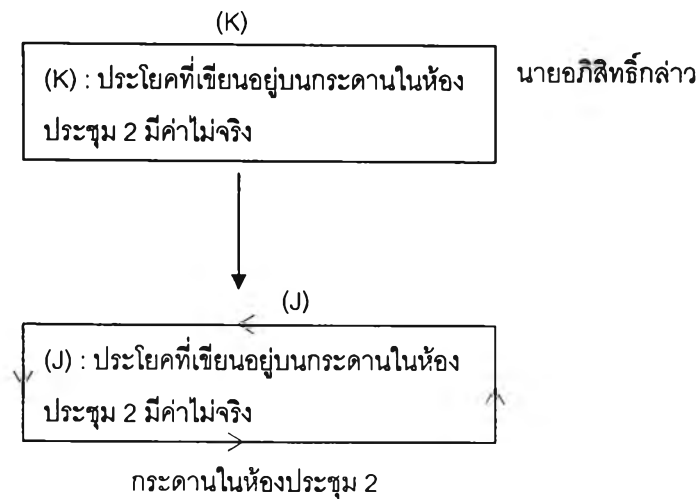 (K)
(K) : ประโยคที่เขียนอยู่บนกระดานในห้อง
ประชุม 2 มีค่าไม่จริง
นายอภิสิทธิ์กล่าว
(J)
(J) : ประโยคที่เขียนอยู่บนกระดานในห้อง
ประชุม 2 มีค่าไม่จริง
กระดานในห้องประชุม 2